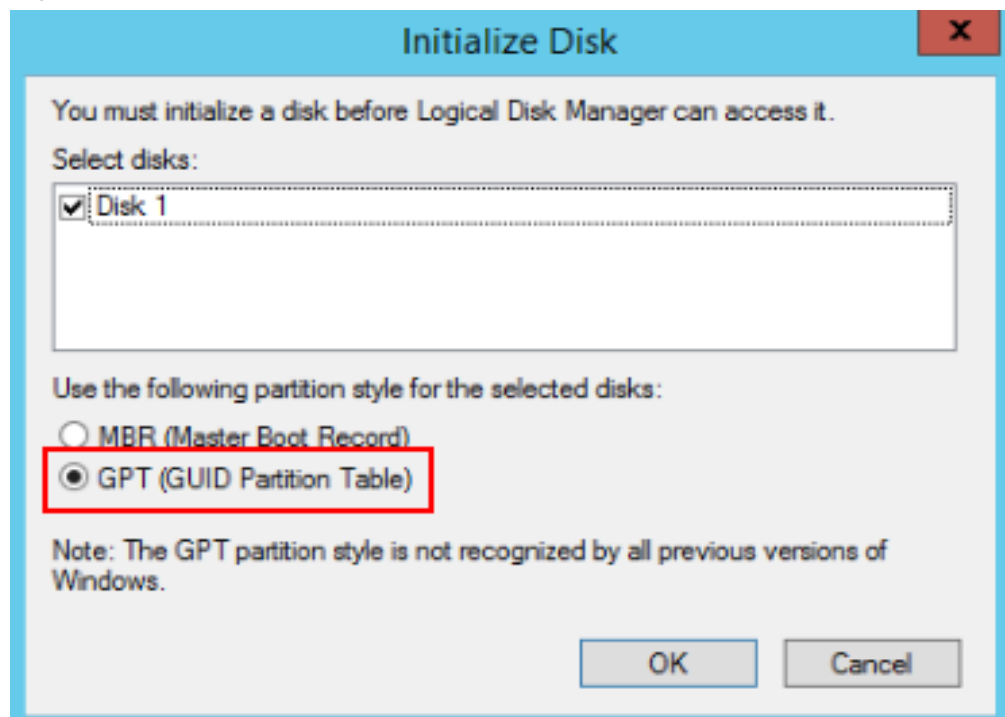 Initialize Disk
x
You must initialize a disk before Logical Disk Manager can access it.
Select disks:
Disk 1
Use the following partition style for the selected disks:
MBR (Master Boot Record)
GPT (GUID Partition Table)
Note: The GPT partition style is not recognized by all previous versions of
Windows.
OK Cancel